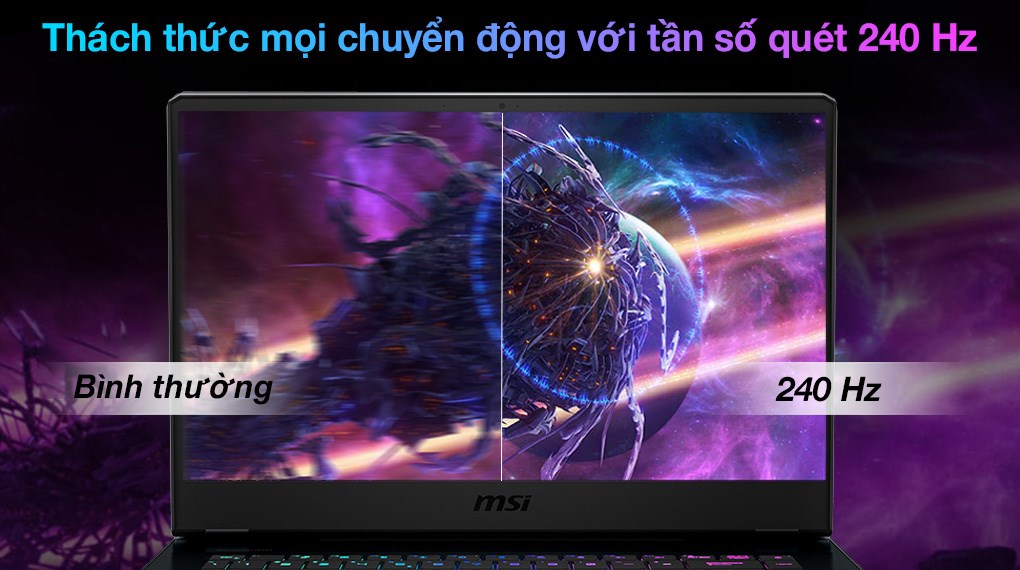 Thách thức mọi chuyển động với tần số quét 240 Hz
Bình thường
240 Hz
msi